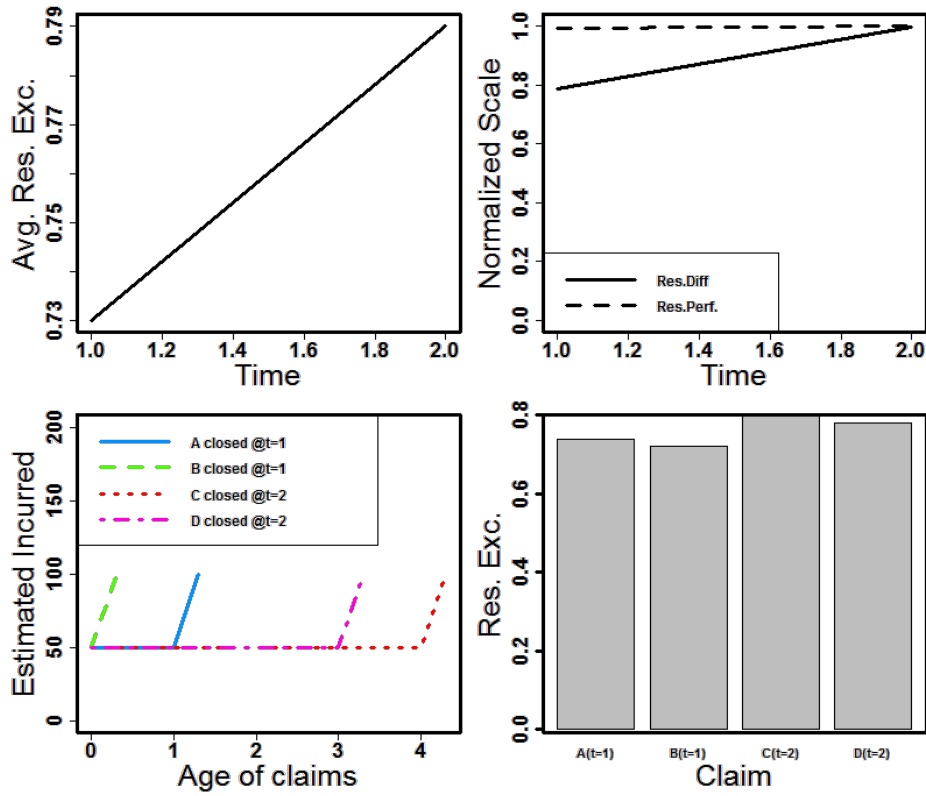 Avg. Res. Exc.
0.79
0.77
0.75
0.73
1.0 1.2 1.4 1.6 1.8 2.0
Time
Normalized Scale
1.0
0.8
0.6
0.4
0.2
0.0
Res.Diff
Res.Perf.
1.0 1.2 1.4 1.6 1.8 2.0
Time
Estimated Incurred
200
150
100
50
0
A closed @t=1
B closed @t=1
C closed @t=2
D closed @t=2
0 1 2 3 4
Age of claims
Res. Exc.
0.8
0.6
0.4
0.2
0.0
A(t=1) B(t=1) C(t=2) D(t=2)
Claim